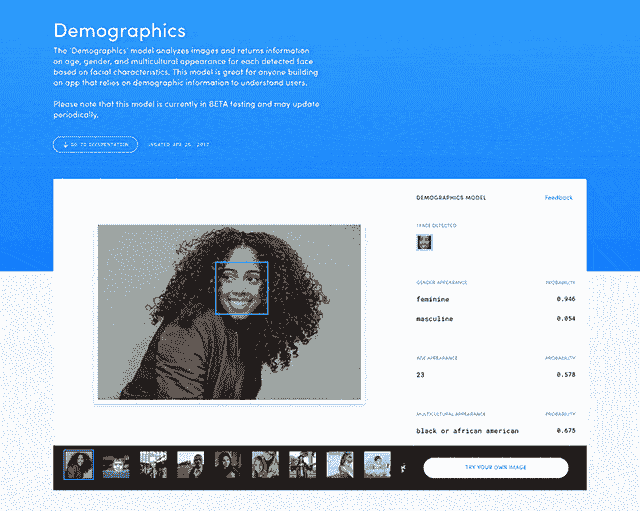 Demographics
The 'Demographics' model analyzes images and returns information
on age, gender, and multicultural appearance for each detected face
based on facial characteristics. This model is great for anyone building
an app that relies on demographic information to understand users.
Please note that this model is currently in BETA testing and may update
periodically.
GO TO DOCUMENTATION UPDATED APR 25, 2017
DEMOGRAPHICS MODEL Feedback
FACE DETECTED
GENDER APPEARANCE PROBABILITY
feminine 0.946
masculine 0.054
AGE APPEARANCE PROBABILITY
23 0.578
MULTICULTURAL APPEARANCE PROBABILITY
black or african american 0.675
TRY YOUR OWN IMAGE